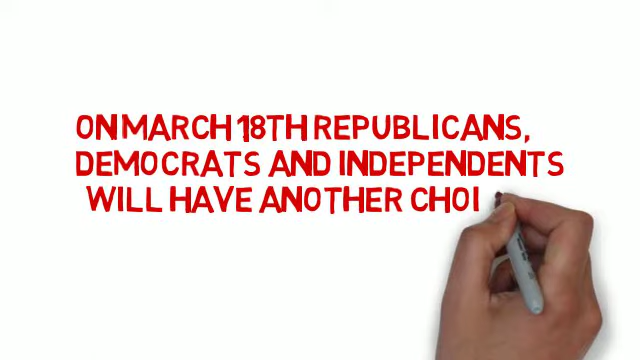 ON MARCH 18TH REPUBLICANS,
DEMOCRATS AND INDEPENDENTS
WILL HAVE ANOTHER CHOI